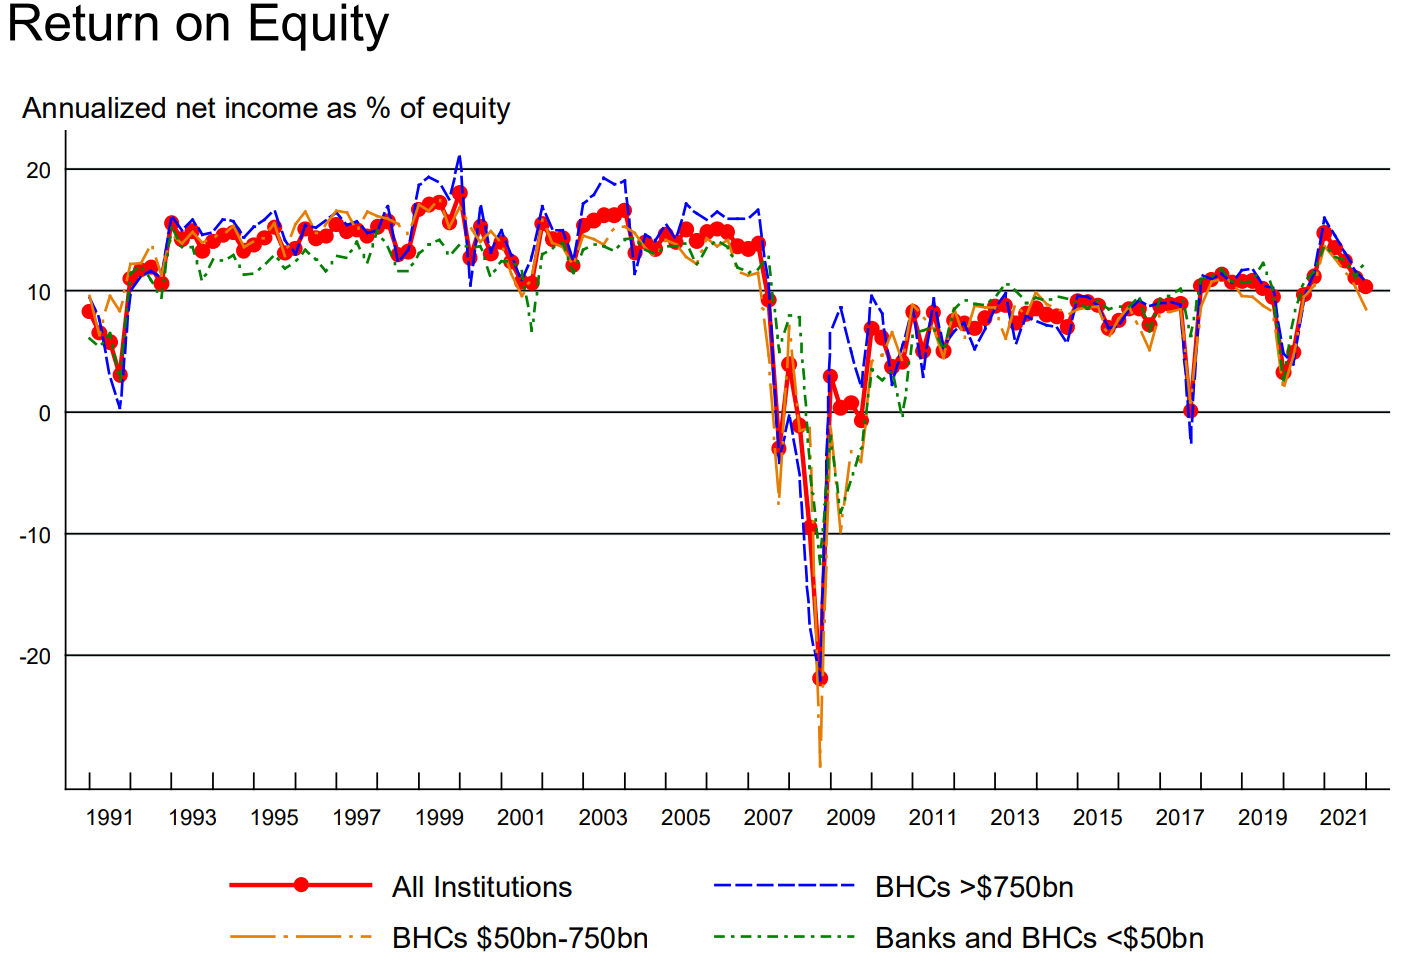 Return on Equity
Annualized net income as % of equity
20
10
0
-10
-20
1991 1993 1995 1997 1999 2001 2003 2005 2007 2009 2011 2013 2015 2017 2019 2021
All Institutions
BHCs >$750bn
BHCs $50bn-750bn
Banks and BHCs <$50bn